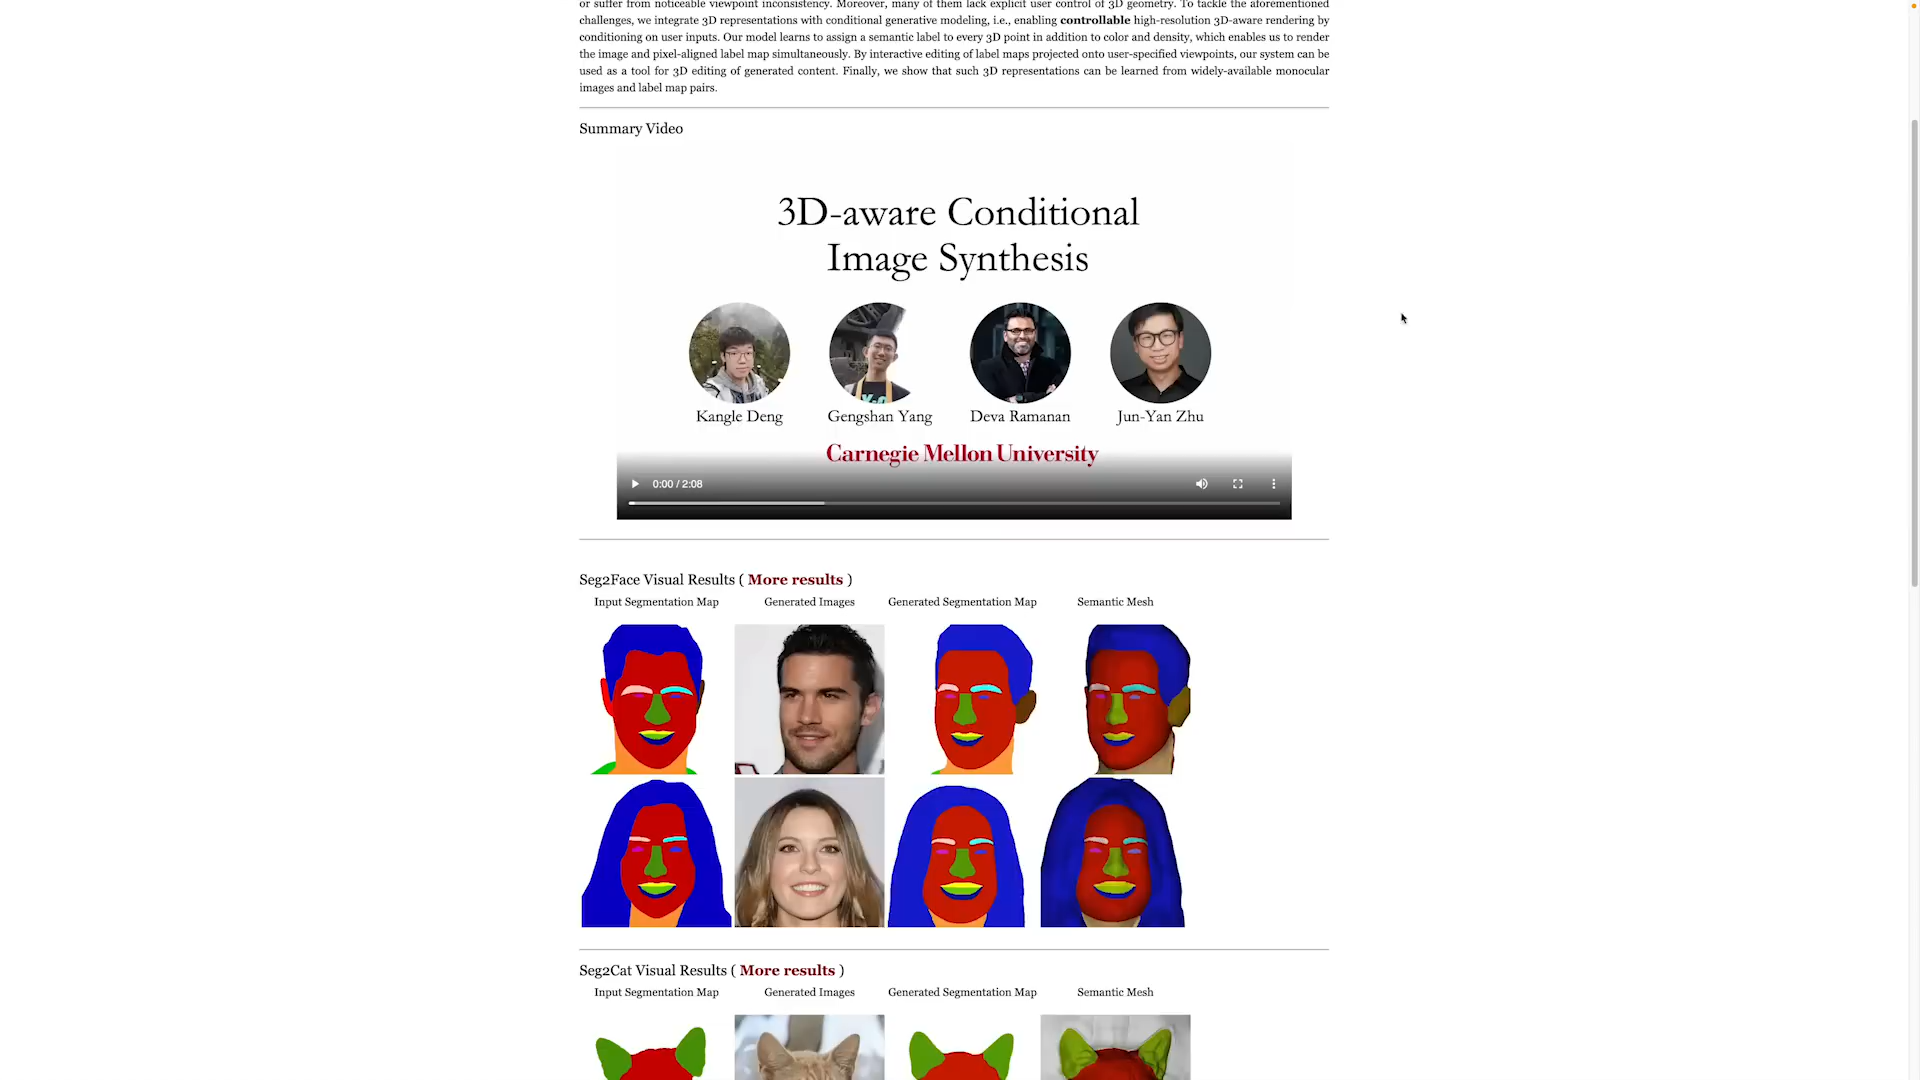 or suffer from noticeable viewpoint inconsistency. Moreover, many of them lack explicit user control of 3D geometry. To tackle the aforementioned
challenges, we integrate 3D representations with conditional generative modeling, i.e., enabling controllable high-resolution 3D-aware rendering by
conditioning on user inputs. Our model learns to assign a semantic label to every 3D point in addition to color and density, which enables us to render
the image and pixel-aligned label map simultaneously. By interactive editing of label maps projected onto user-specified viewpoints, our system can be
used as a tool for 3D editing of generated content. Finally, we show that such 3D representations can be learned from widely-available monocular
images and label map pairs.
Summary Video
3D-aware Conditional
Image Synthesis
Kangle Deng Gengshan Yang Deva Ramanan Jun-Yan Zhu
Carnegie Mellon University
0:00 / 2:08
Seg2Face Visual Results ( More results )
Input Segmentation Map Generated Images Generated Segmentation Map Semantic Mesh
Seg2Cat Visual Results ( More results )
Input Segmentation Map Generated Images Generated Segmentation Map Semantic Mesh